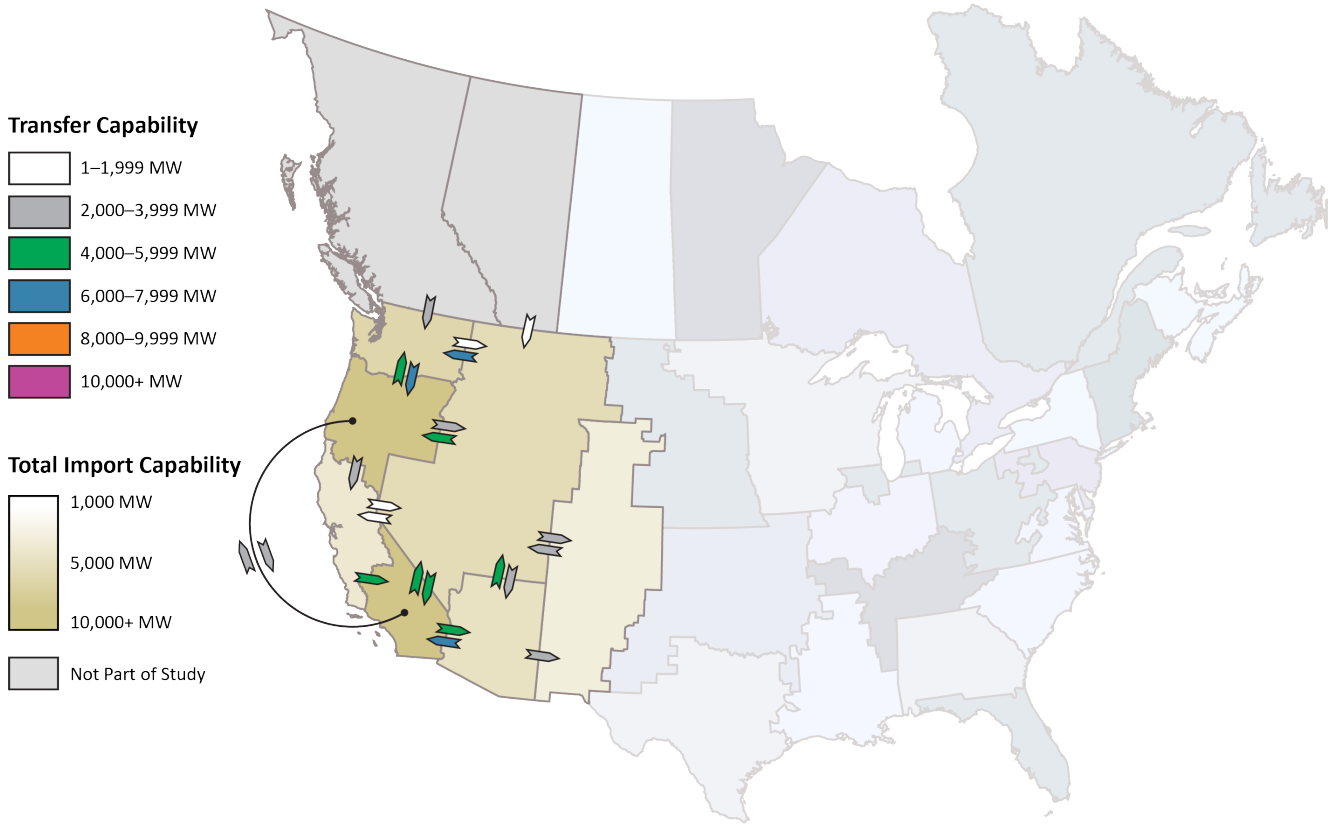 Transfer Capability
1–1,999 MW
2,000–3,999 MW
4,000–5,999 MW
6,000–7,999 MW
8,000–9,999 MW
10,000+ MW
Total Import Capability
1,000 MW
5,000 MW
10,000+ MW
Not Part of Study